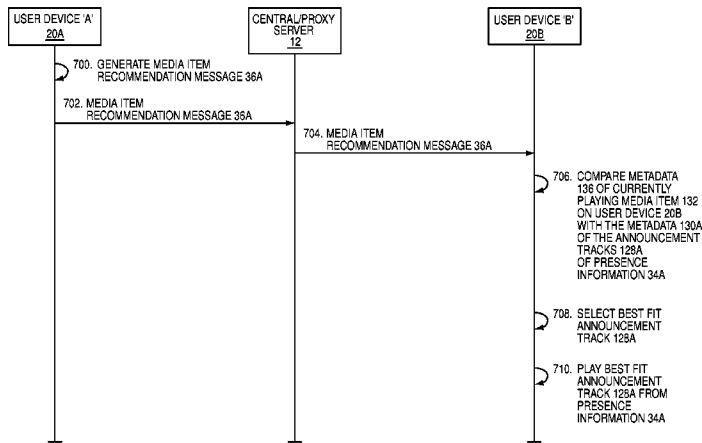 USER DEVICE 'A'
20A
CENTRAL/PROXY
SERVER
12
USER DEVICE 'B'
20B
700. GENERATE MEDIA ITEM
RECOMMENDATION MESSAGE 36A
702. MEDIA ITEM
RECOMMENDATION MESSAGE 36A
704. MEDIA ITEM
RECOMMENDATION MESSAGE 36A
706. COMPARE METADATA
136 OF CURRENTLY
PLAYING MEDIA ITEM 132
ON USER DEVICE 20B
WITH THE METADATA 130A
OF THE ANNOUNCEMENT
TRACKS 128A
OF PRESENCE
INFORMATION 34A
708. SELECT BEST FIT
ANNOUNCEMENT
TRACK 128A
710. PLAY BEST FIT
ANNOUNCEMENT
TRACK 128A FROM
PRESENCE
INFORMATION 34A